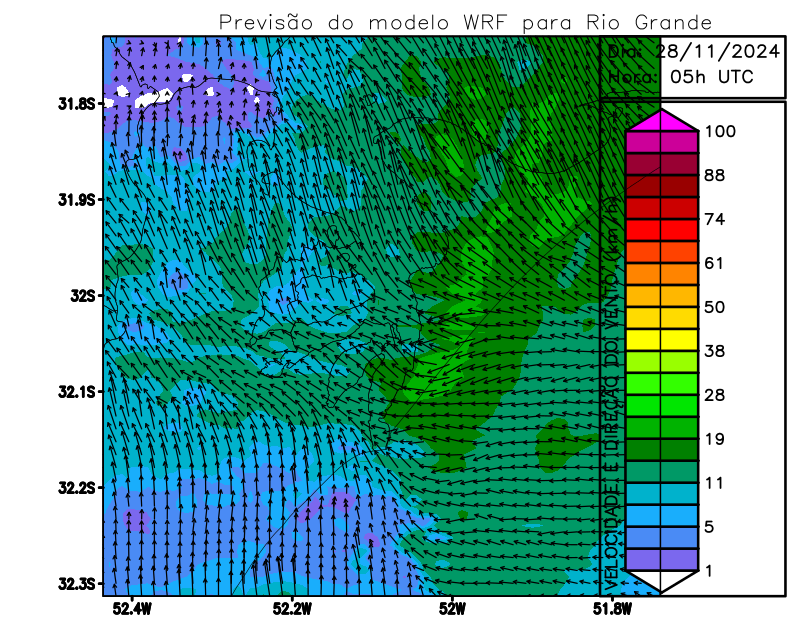 Previsão do modelo WRF para Rio Grande
Dia: 28/11/2024
Hora: 05h UTC
31.8S
31.9S
32S
32.1S
32.2S
32.3S
52.4W
52.2W
52W
51.8W
VELOCIDADE E DIREÇÃO DO VENTO (km/h)
100
88
74
61
50
38
28
19
11
5
1